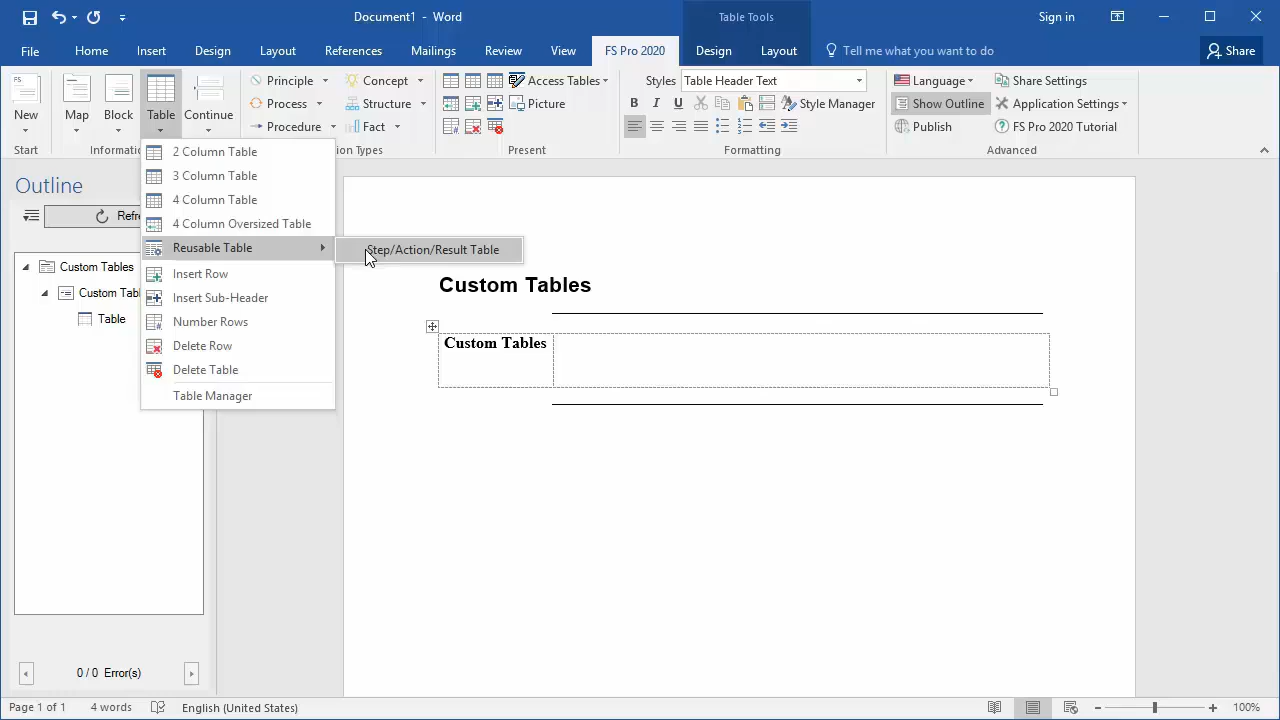 Document1 - Word
Table Tools
Sign in
File
Home
Insert
Design
Layout
References
Mailings
Review
View
FS Pro 2020
Design
Layout
Tell me what you want to do
Share
New
Map
Block
Table
Continue
Principle
Process
Procedure
Concept
Structure
Fact
Access Tables
Picture
Styles
Table Header Text
B I U
Style Manager
Language
Show Outline
Publish
Share Settings
Application Settings
FS Pro 2020 Tutorial
Start
Informati
ion Types
Present
Formatting
Advanced
2 Column Table
3 Column Table
4 Column Table
4 Column Oversized Table
Reusable Table
Step/Action/Result Table
Insert Row
Insert Sub-Header
Number Rows
Delete Row
Delete Table
Table Manager
Outline
Refre
Custom Tables
Custom Tab
Table
0 / 0 Error(s)
Custom Tables
Custom Tables
Page 1 of 1
4 words
English (United States)
100%